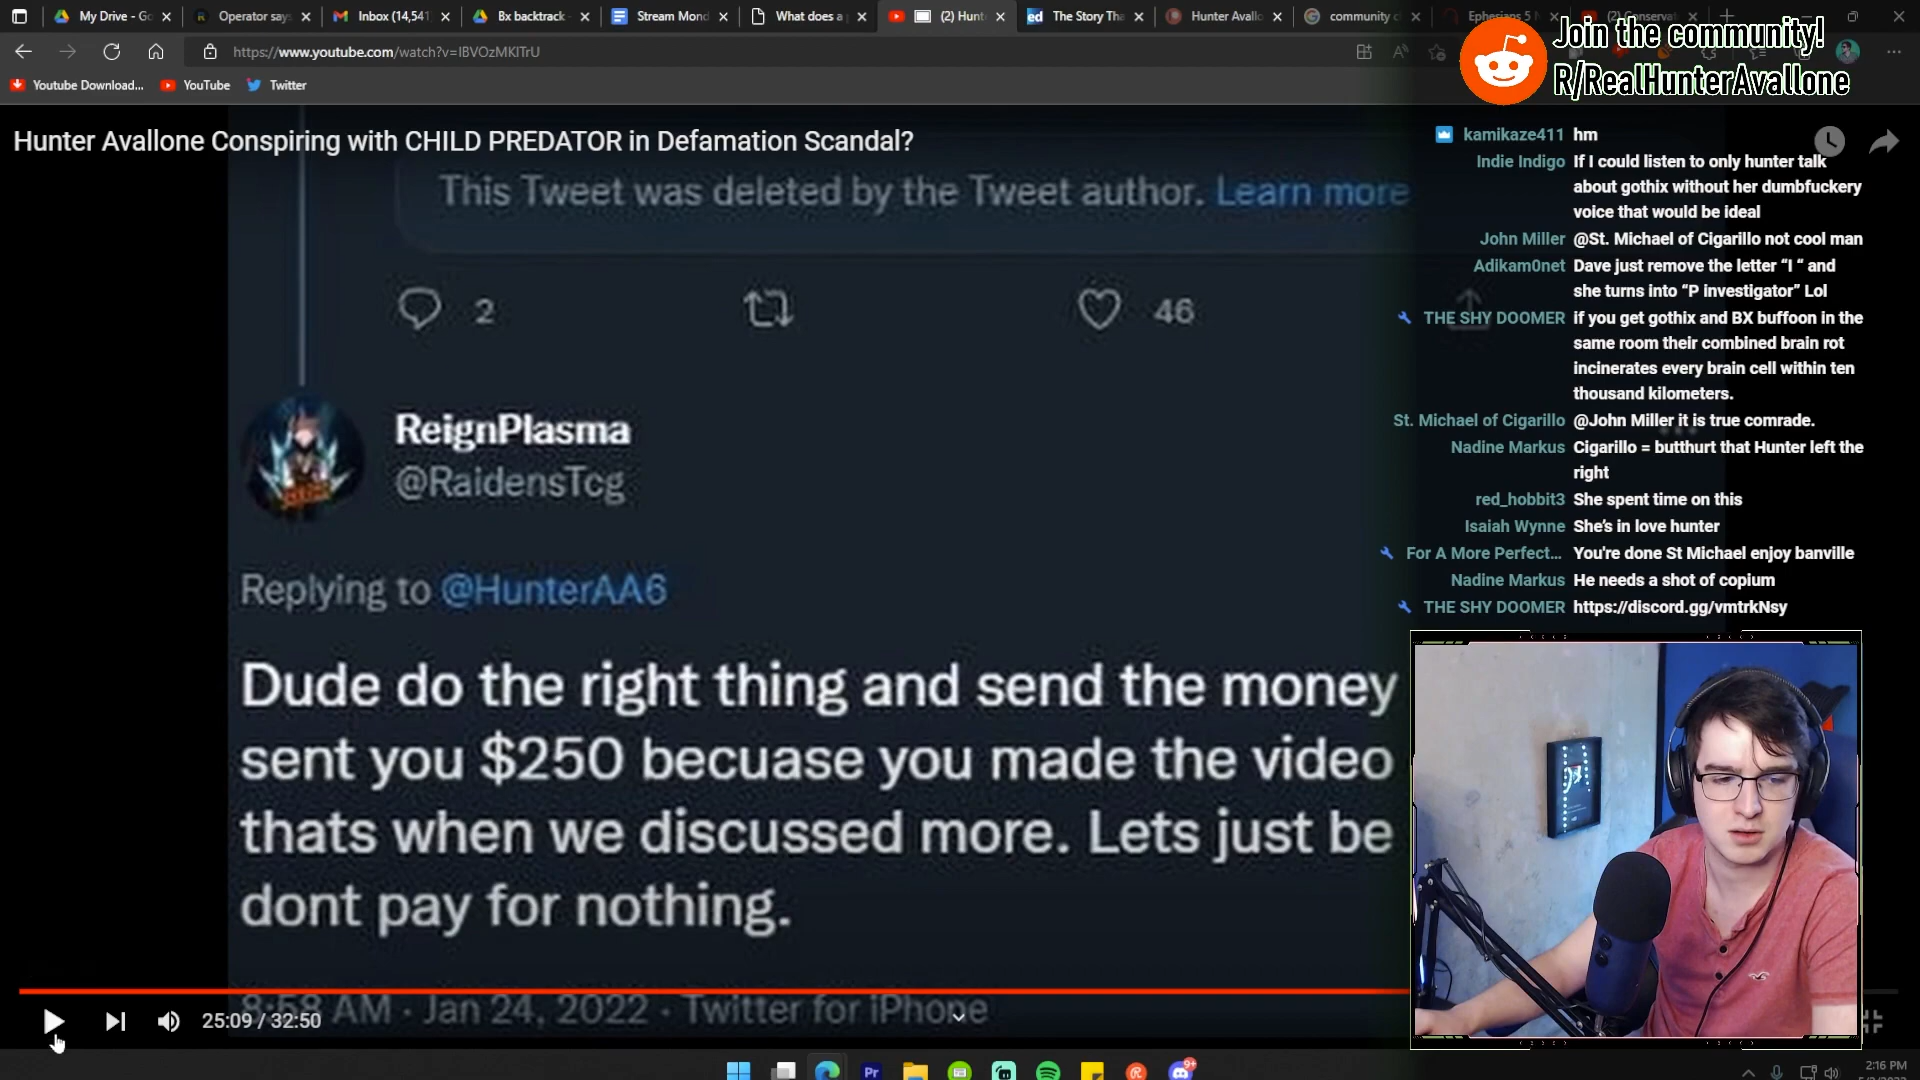 My Drive - Go
Operator say
Inbox (14,541
Bx backtrack
Stream Mond
What does a
(2) Hunt
ed
The Story Tha
Hunter Avallo
community c
Ephesians 5
(2) Conserva
https://www.youtube.com/watch?v=IBVOzMKITrU
Youtube Download...
YouTube
Twitter
Join the community!
R/RealHunterAvallone
Hunter Avallone Conspiring with CHILD PREDATOR in Defamation Scandal?
This Tweet was deleted by the Tweet author. Learn more
2
46
ReignPlasma
@RaidensTcg
Replying to @HunterAA6
Dude do the right thing and send the money
sent you $250 becuase you made the video
thats when we discussed more. Lets just be
dont pay for nothing.
8:58 AM · Jan 24, 2022 · Twitter for iPhone
25:09 / 32:50
kamikaze411 hm
Indie Indigo If I could listen to only hunter talk
about gothix without her dumbfuckery
voice that would be ideal
John Miller @St. Michael of Cigarillo not cool man
Adikam0net Dave just remove the letter “I “ and
she turns into “P investigator” Lol
THE SHY DOOMER if you get gothix and BX buffoon in the
same room their combined brain rot
incinerates every brain cell within ten
thousand kilometers.
St. Michael of Cigarillo @John Miller it is true comrade.
Nadine Markus Cigarillo = butthurt that Hunter left the
right
red_hobbit3 She spent time on this
Isaiah Wynne She's in love hunter
For A More Perfect... You're done St Michael enjoy banville
Nadine Markus He needs a shot of copium
THE SHY DOOMER https://discord.gg/vmtrkNsy
Pr
9+
2:16 PM